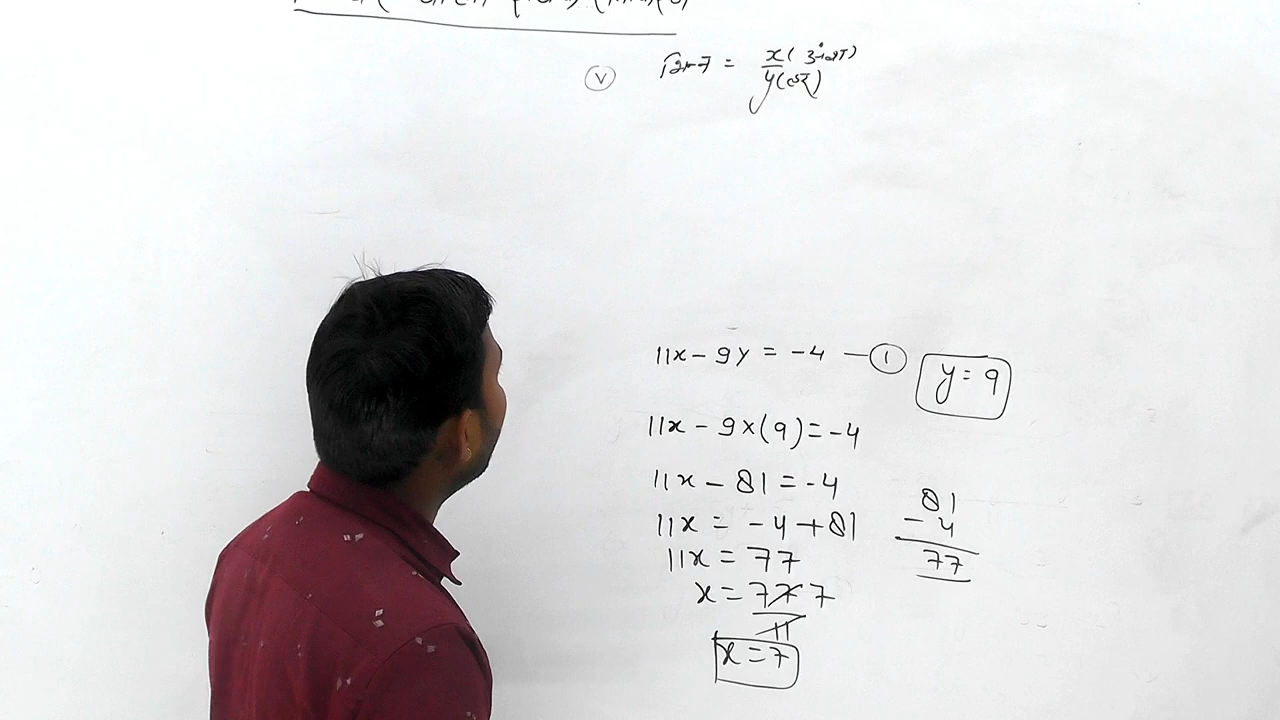 (v) भिन्न = x(अंश)
y(हर)
11x - 9y = -4 — (1)
y = 9
11x - 9×(9) = -4
11x - 81 = -4
11x = -4 + 81
11x = 77
x = 77 7
11
x = 7
81
- 4
77